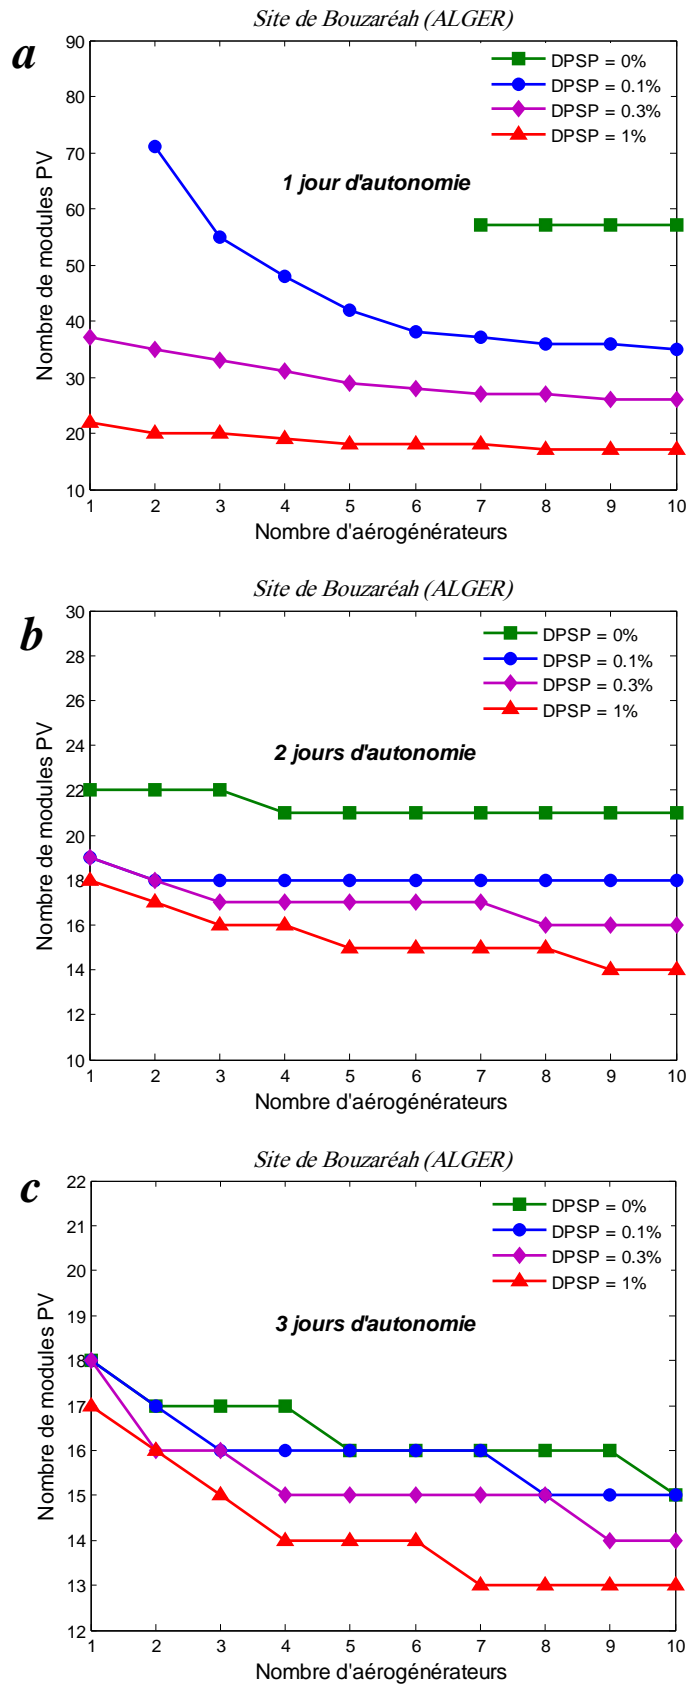 Site de Bouzaréah (ALGER)
a
90
80
70
60
50
40
30
20
10
Nombre de modules PV
DPSP = 0%
DPSP = 0.1%
DPSP = 0.3%
DPSP = 1%
1 jour d'autonomie
1 2 3 4 5 6 7 8 9 10
Nombre d'aérogénérateurs
Site de Bouzaréah (ALGER)
b
30
28
26
24
22
20
18
16
14
12
10
Nombre de modules PV
DPSP = 0%
DPSP = 0.1%
DPSP = 0.3%
DPSP = 1%
2 jours d'autonomie
1 2 3 4 5 6 7 8 9 10
Nombre d'aérogénérateurs
Site de Bouzaréah (ALGER)
c
22
21
20
19
18
17
16
15
14
13
12
Nombre de modules PV
DPSP = 0%
DPSP = 0.1%
DPSP = 0.3%
DPSP = 1%
3 jours d'autonomie
1 2 3 4 5 6 7 8 9 10
Nombre d'aérogénérateurs